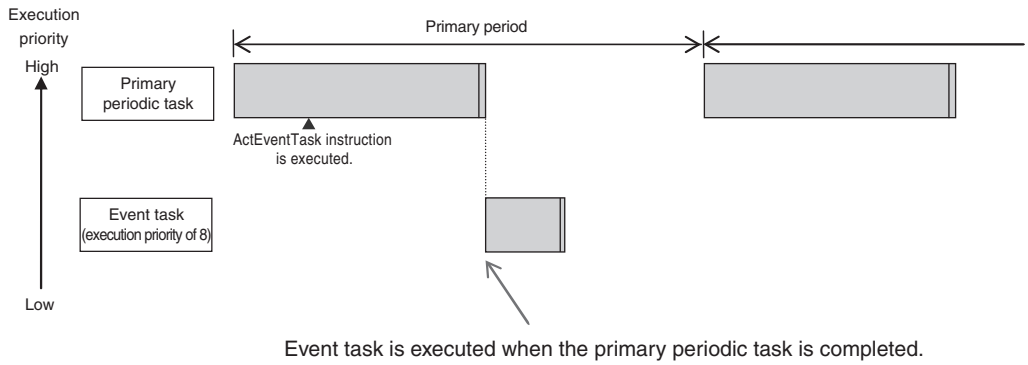 Execution
priority
High
Primary period
Primary
periodic task
ActEventTask instruction
is executed.
Event task
(execution priority of 8)
Low
Event task is executed when the primary periodic task is completed.